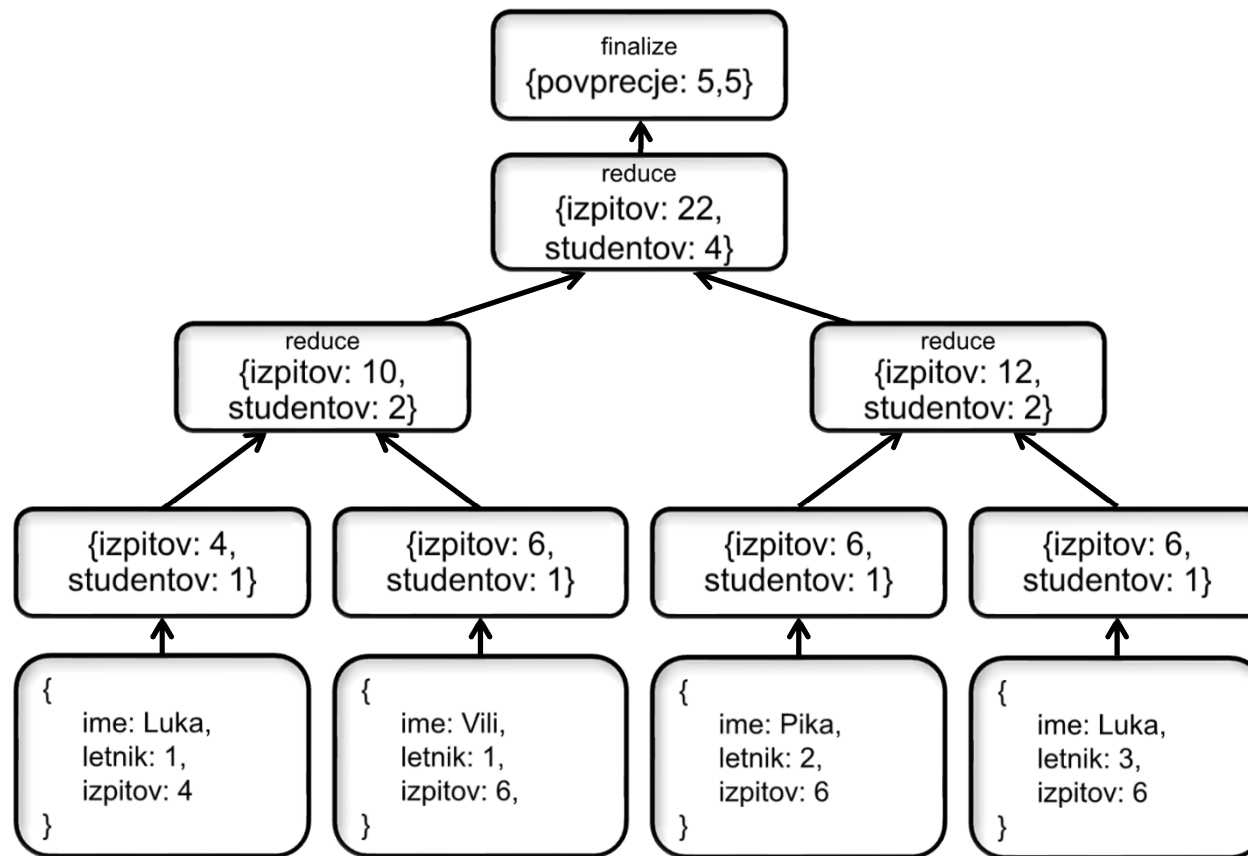 finalize
{povprecje: 5,5}
reduce
{izpitov: 22,
studentov: 4}
reduce
{izpitov: 10,
studentov: 2}
reduce
{izpitov: 12,
studentov: 2}
{izpitov: 4,
studentov: 1}
{izpitov: 6,
studentov: 1}
{izpitov: 6,
studentov: 1}
{izpitov: 6,
studentov: 1}
{
ime: Luka,
letnik: 1,
izpitov: 4
}
{
ime: Vili,
letnik: 1,
izpitov: 6,
}
{
ime: Pika,
letnik: 2,
izpitov: 6
}
{
ime: Luka,
letnik: 3,
izpitov: 6
}